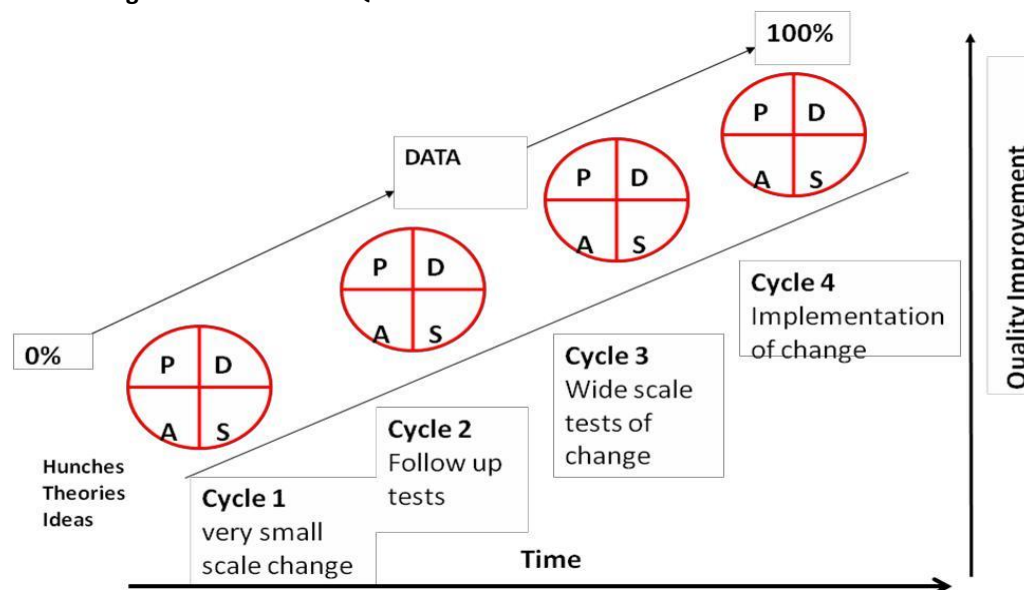 100%
P D
A S
DATA
P D
A S
P D
A S
0%
P D
A S
Hunches
Theories
Ideas
Cycle 1
very small
scale change
Cycle 2
Follow up
tests
Cycle 3
Wide scale
tests of
change
Cycle 4
Implementation
of change
Time
Quality Improvement